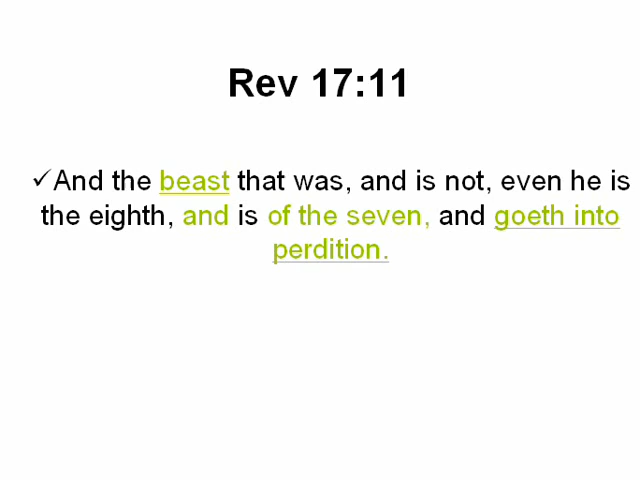 Rev 17:11
✓And the beast that was, and is not, even he is
the eighth, and is of the seven, and goeth into
perdition.